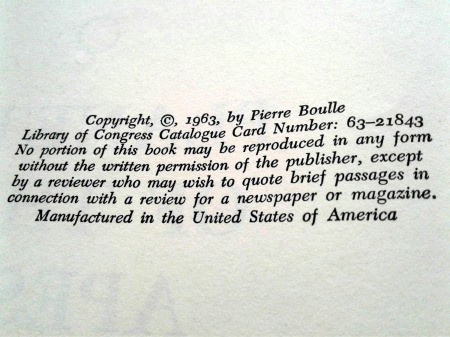 Copyright, ©, 1963, by Pierre Boulle
Library of Congress Catalogue Card Number: 63–21843
No portion of this book may be reproduced in any form
without the written permission of the publisher, except
by a reviewer who may wish to quote brief passages in
connection with a review for a newspaper or magazine.
Manufactured in the United States of America